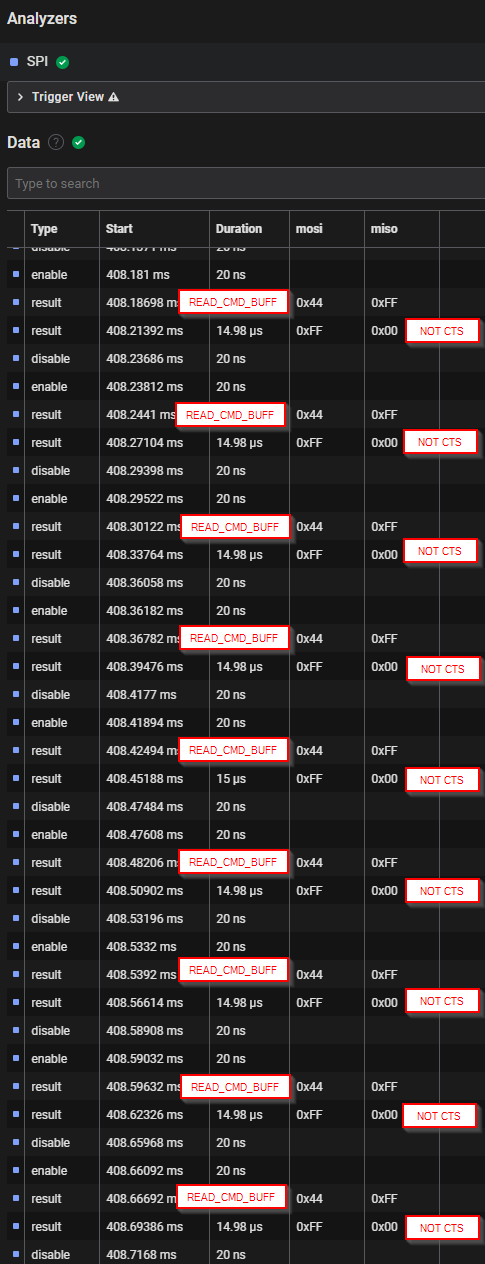 Analyzers
SPI
Trigger View
Data ?
Type to search
Type Start Duration mosi miso
disable 408.1571 ms 20 ns
enable 408.181 ms 20 ns
result 408.18698 ms READ_CMD_BUFF 0x44 0xFF
result 408.21392 ms 14.98 µs 0xFF 0x00 NOT CTS
disable 408.23686 ms 20 ns
enable 408.23812 ms 20 ns
result 408.2441 ms READ_CMD_BUFF 0x44 0xFF
result 408.27104 ms 14.98 µs 0xFF 0x00 NOT CTS
disable 408.29398 ms 20 ns
enable 408.29522 ms 20 ns
result 408.30122 ms READ_CMD_BUFF 0x44 0xFF
result 408.33764 ms 14.98 µs 0xFF 0x00 NOT CTS
disable 408.36058 ms 20 ns
enable 408.36182 ms 20 ns
result 408.36782 ms READ_CMD_BUFF 0x44 0xFF
result 408.39476 ms 14.98 µs 0xFF 0x00 NOT CTS
disable 408.4177 ms 20 ns
enable 408.41894 ms 20 ns
result 408.42494 ms READ_CMD_BUFF 0x44 0xFF
result 408.45188 ms 15 µs 0xFF 0x00 NOT CTS
disable 408.47484 ms 20 ns
enable 408.47608 ms 20 ns
result 408.48206 ms READ_CMD_BUFF 0x44 0xFF
result 408.50902 ms 14.98 µs 0xFF 0x00 NOT CTS
disable 408.53196 ms 20 ns
enable 408.5332 ms 20 ns
result 408.5392 ms READ_CMD_BUFF 0x44 0xFF
result 408.56614 ms 14.98 µs 0xFF 0x00 NOT CTS
disable 408.58908 ms 20 ns
enable 408.59032 ms 20 ns
result 408.59632 ms READ_CMD_BUFF 0x44 0xFF
result 408.62326 ms 14.98 µs 0xFF 0x00 NOT CTS
disable 408.65968 ms 20 ns
enable 408.66092 ms 20 ns
result 408.66692 ms READ_CMD_BUFF 0x44 0xFF
result 408.69386 ms 14.98 µs 0xFF 0x00 NOT CTS
disable 408.7168 ms 20 ns